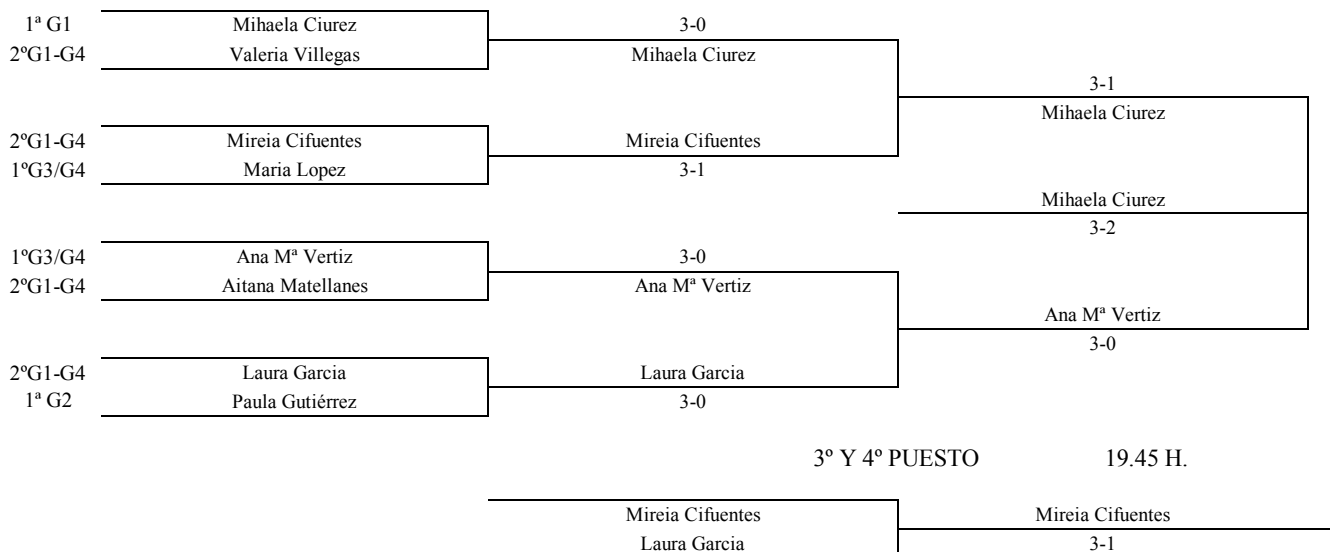 1ª G1 Mihaela Ciurez 3-0
2ºG1-G4 Valeria Villegas Mihaela Ciurez
3-1
Mihaela Ciurez
2ºG1-G4 Mireia Cifuentes Mireia Cifuentes
1ºG3/G4 Maria Lopez 3-1
Mihaela Ciurez
3-2
1ºG3/G4 Ana Mª Vertiz 3-0
2ºG1-G4 Aitana Matellanes Ana Mª Vertiz
Ana Mª Vertiz
3-0
2ºG1-G4 Laura Garcia Laura Garcia
1ª G2 Paula Gutiérrez 3-0
3º Y 4º PUESTO 19.45 H.
Mireia Cifuentes Mireia Cifuentes
Laura Garcia 3-1